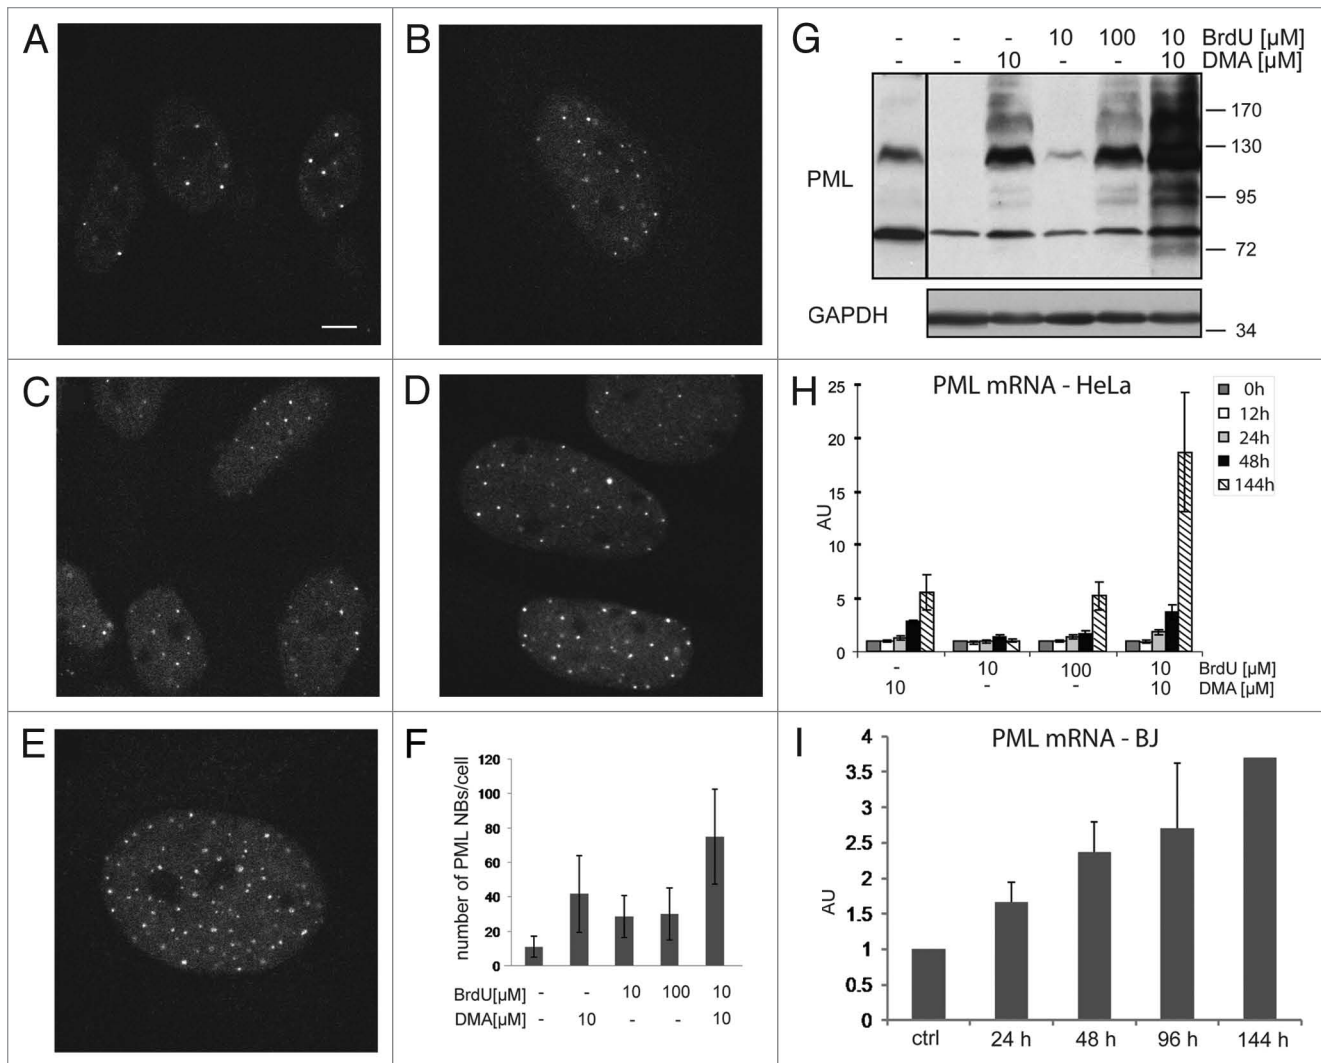 A
B
C
D
E
F
number of PML NBs/cell
120
100
80
60
40
20
0
BrdU[µM] - - 10 100 10
DMA[µM] - 10 - - 10
G
- - - 10 100 10 BrdU [µM]
- - 10 - - 10 DMA [µM]
PML
170
130
95
72
GAPDH
34
H
PML mRNA - HeLa
AU
25
20
15
10
5
0
0h
12h
24h
48h
144h
- 10 100 10 BrdU [µM]
10 - - 10 DMA [µM]
I
PML mRNA - BJ
AU
4
3.5
3
2.5
2
1.5
1
0.5
0
ctrl 24 h 48 h 96 h 144 h